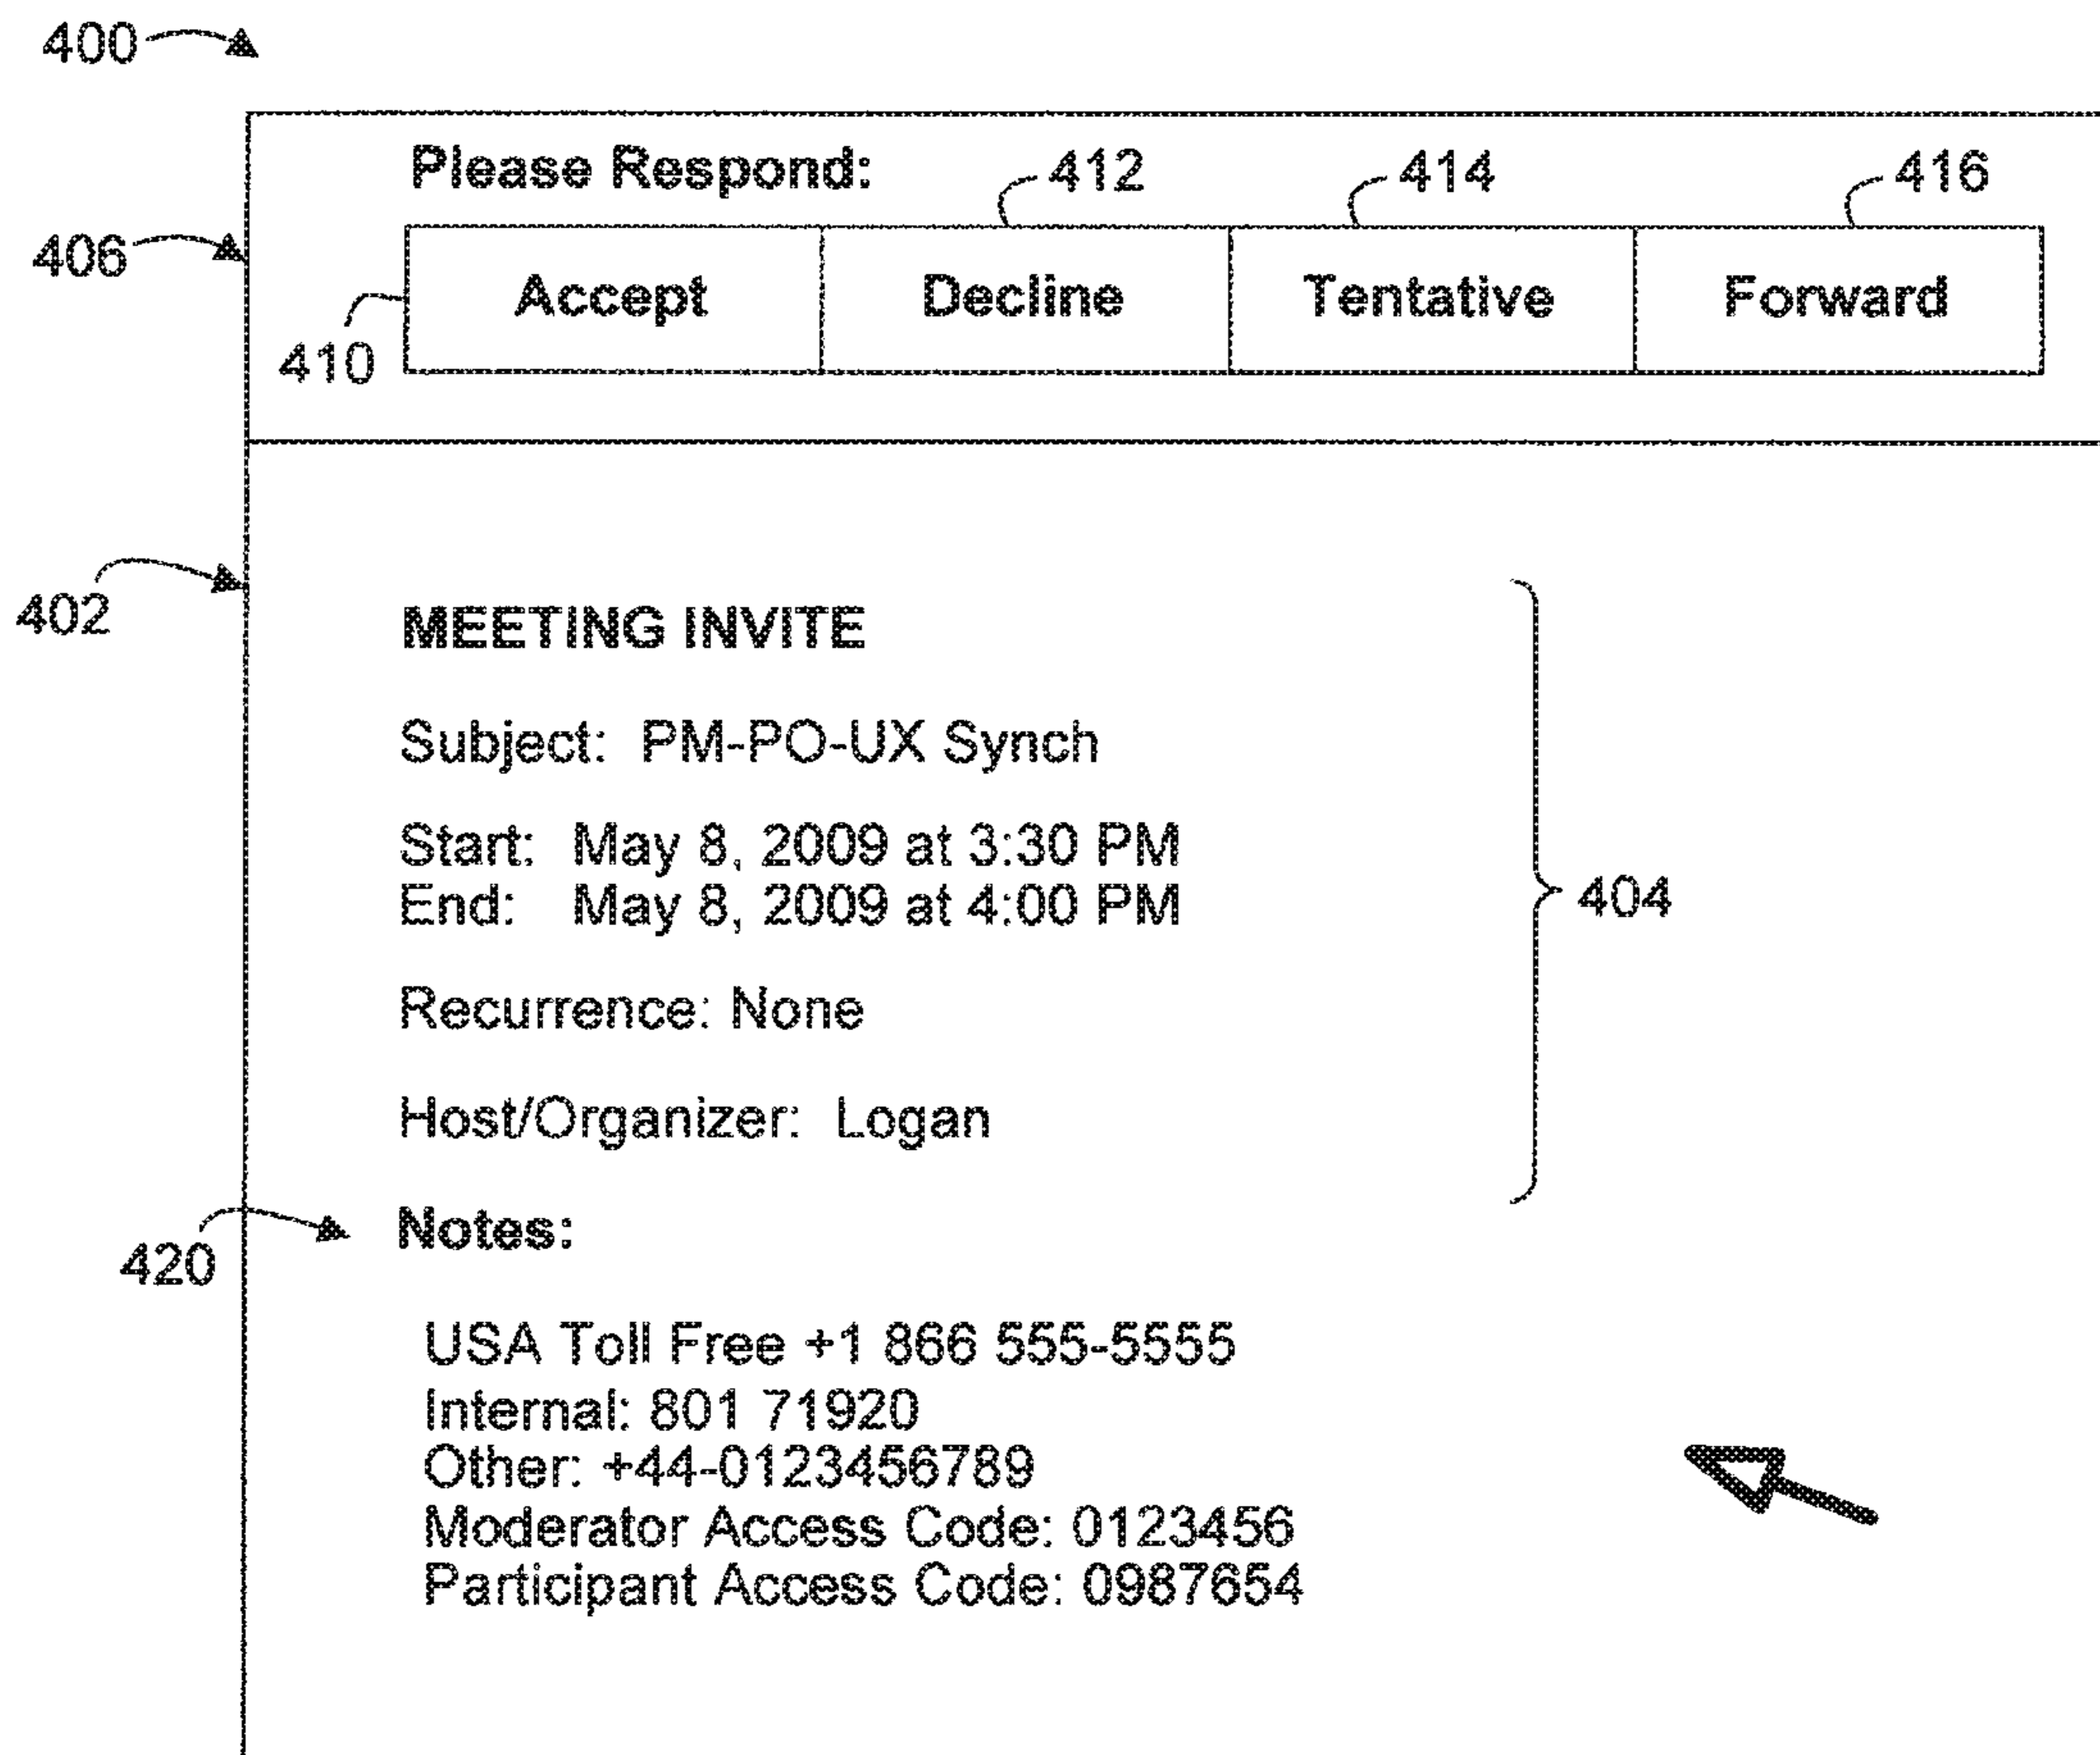 400
Please Respond: 412 414 416
406
Accept Decline Tentative Forward
410
402
MEETING INVITE
Subject: PM-PO-UX Synch
Start: May 8, 2009 at 3:30 PM
End: May 8, 2009 at 4:00 PM
404
Recurrence: None
Host/Organizer: Logan
Notes:
420
USA Toll Free +1 866 555-5555
Internal: 801 71920
Other: +44-0123456789
Moderator Access Code: 0123456
Participant Access Code: 0987654